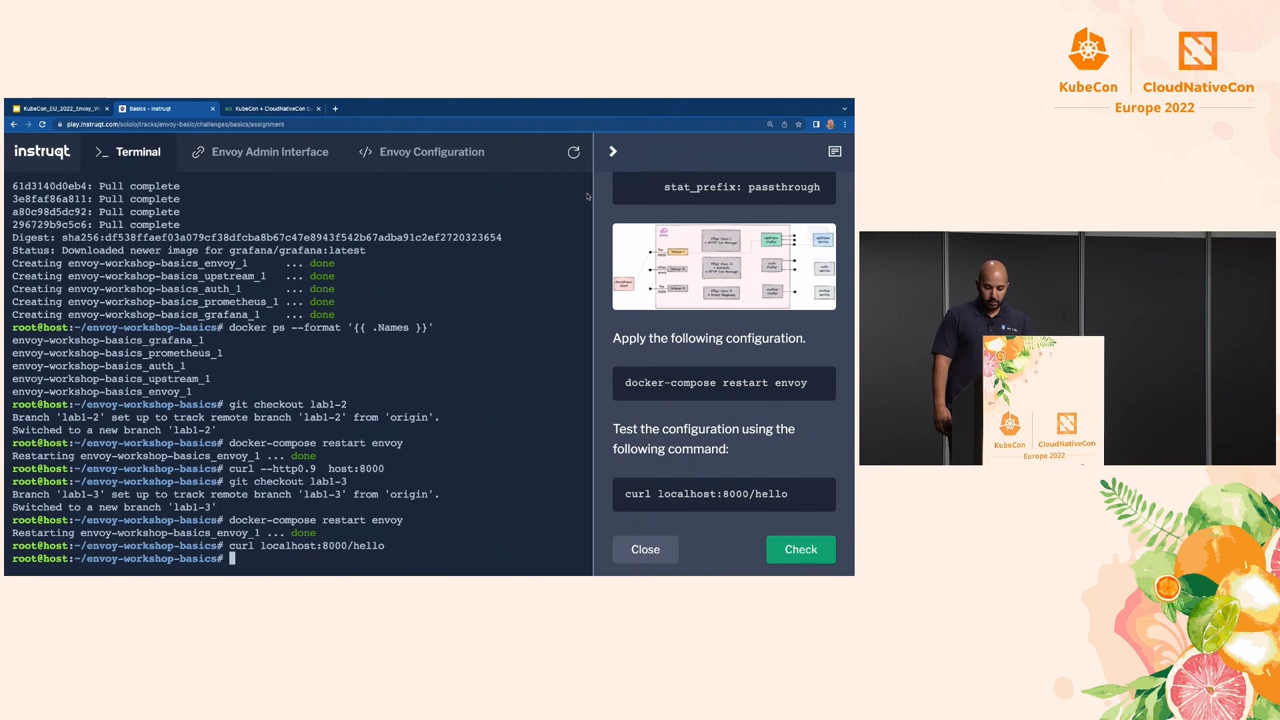 KubeCon
CloudNativeCon
Europe 2022
KubeCon_EU_2022_Envoy_W
Basics - Instruqt
KubeCon + CloudNativeCon E
play.instruqt.com/soloio/tracks/envoy-basic/challenges/basics/assignment
instruqt
>_ Terminal
Envoy Admin Interface
</> Envoy Configuration
61d3140d0eb4: Pull complete
3e8faf86a811: Pull complete
a80c98d5dc92: Pull complete
296729b9c5c6: Pull complete
Digest: sha256:df538ffaef03a079cf38dfcba8b67c47e8943f542b67adba91c2ef2720323654
Status: Downloaded newer image for grafana/grafana:latest
Creating envoy-workshop-basics_envoy_1 ... done
Creating envoy-workshop-basics_upstream_1 ... done
Creating envoy-workshop-basics_auth_1 ... done
Creating envoy-workshop-basics_prometheus_1 ... done
Creating envoy-workshop-basics_grafana_1 ... done
root@host:~/envoy-workshop-basics# docker ps --format '{{ .Names }}'
envoy-workshop-basics_grafana_1
envoy-workshop-basics_prometheus_1
envoy-workshop-basics_auth_1
envoy-workshop-basics_upstream_1
envoy-workshop-basics_envoy_1
root@host:~/envoy-workshop-basics# git checkout lab1-2
Branch 'lab1-2' set up to track remote branch 'lab1-2' from 'origin'.
Switched to a new branch 'lab1-2'
root@host:~/envoy-workshop-basics# docker-compose restart envoy
Restarting envoy-workshop-basics_envoy_1 ... done
root@host:~/envoy-workshop-basics# curl --http0.9 host:8000
root@host:~/envoy-workshop-basics# git checkout lab1-3
Branch 'lab1-3' set up to track remote branch 'lab1-3' from 'origin'.
Switched to a new branch 'lab1-3'
root@host:~/envoy-workshop-basics# docker-compose restart envoy
Restarting envoy-workshop-basics_envoy_1 ... done
root@host:~/envoy-workshop-basics# curl localhost:8000/hello
root@host:~/envoy-workshop-basics#
stat_prefix: passthrough
Apply the following configuration.
docker-compose restart envoy
Test the configuration using the
following command:
curl localhost:8000/hello
Close
Check
KubeCon
CloudNativeCon
Europe 2022